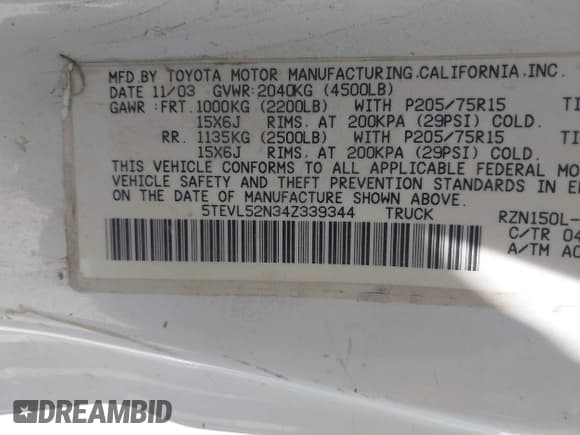 MFD.BY TOYOTA MOTOR MANUFACTURING.CALIFORNIA.INC.
DATE 11/03 GVWR:2040KG (4500LB)
GAWR :FRT.1000KG (2200LB) WITH P205/75R15
15X6J RIMS. AT 200KPA (29PSI) COLD.
RR. 1135KG (2500LB) WITH P205/75R15
15X6J RIMS. AT 200KPA (29PSI) COLD.
THIS VEHICLE CONFORMS TO ALL APPLICABLE FEDERAL
VEHICLE SAFETY AND THEFT PREVENTION STANDARDS IN
ON THE DATE OF MANUFACTURE SHOWN ABOVE.
5TEVL52N34Z339344 TRUCK RZN150L-
C/TR 04
A/TM
DREAMBID